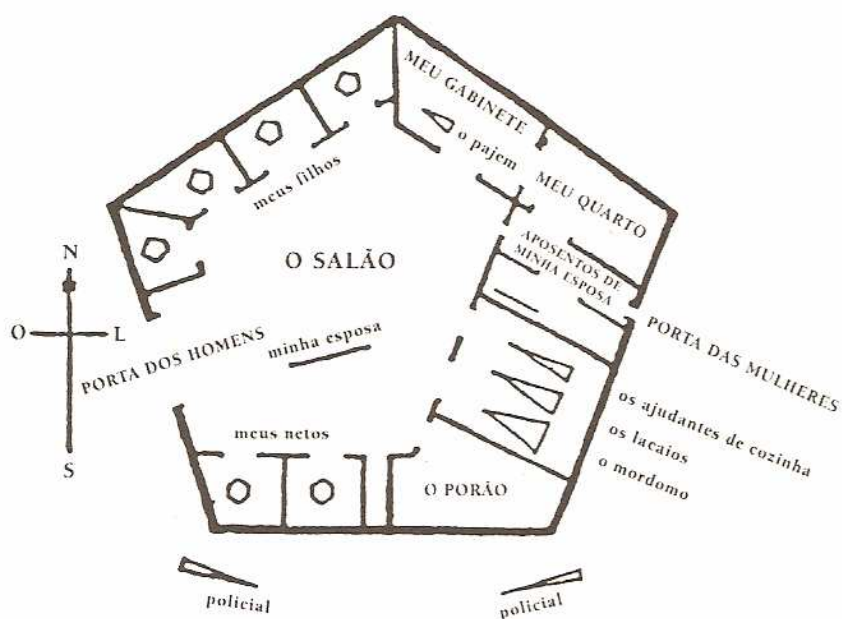 MEU GABINETE
o pajem
MEU QUARTO
meus filhos
O SALÃO
APOSENTOS DE
MINHA ESPOSA
N
O
L
S
PORTA DOS HOMENS
minha esposa
PORTA DAS MULHERES
os ajudantes de cozinha
os lacaios
o mordomo
meus netos
O PORÃO
policial
policial